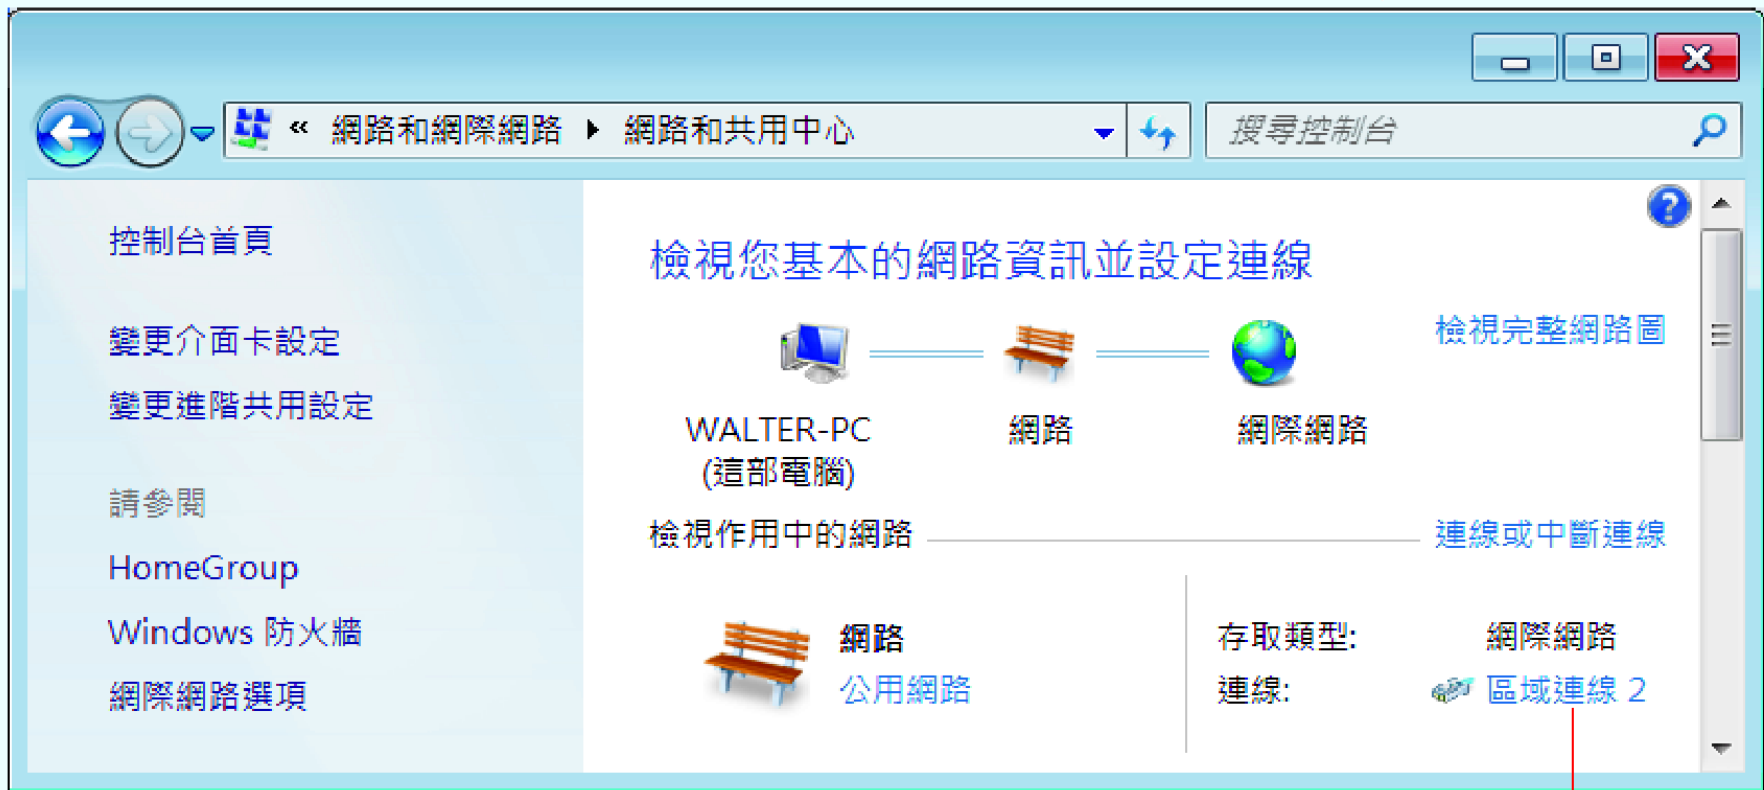 « 網路和網際網路 ▸ 網路和共用中心
搜尋控制台
控制台首頁
變更介面卡設定
變更進階共用設定
請參閱
HomeGroup
Windows 防火牆
網際網路選項
檢視您基本的網路資訊並設定連線
檢視完整網路圖
WALTER-PC
(這部電腦)
網路
網際網路
檢視作用中的網路
連線或中斷連線
網路
公用網路
存取類型: 網際網路
連線: 區域連線 2